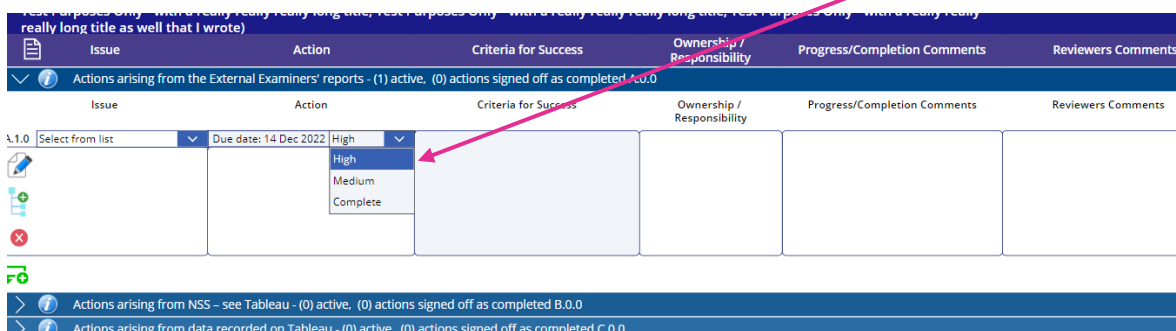 really long title as well that I wrote)
Issue Action Criteria for Success Ownership / Responsibility Progress/Completion Comments Reviewers Comments
Actions arising from the External Examiners' reports - (1) active, (0) actions signed off as completed A.0.0
Issue Action Criteria for Success Ownership / Responsibility Progress/Completion Comments Reviewers Comments
A.1.0 Select from list Due date: 14 Dec 2022 High
High
Medium
Complete
Actions arising from NSS – see Tableau - (0) active, (0) actions signed off as completed B.0.0
Actions arising from data recorded on Tableau - (0) active, (0) actions signed off as completed C.0.0